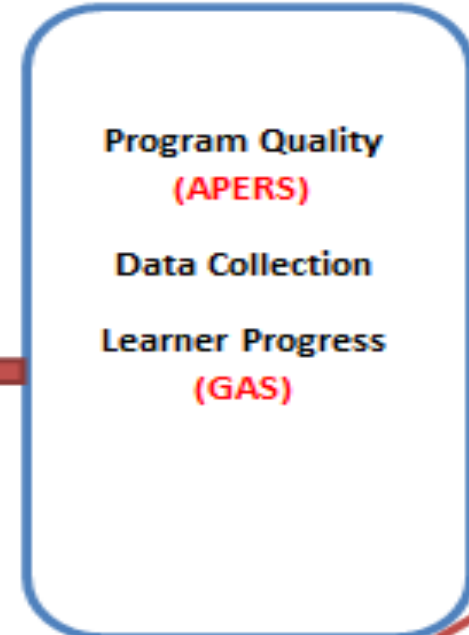 Program Quality
(APERS)
Data Collection
Learner Progress
(GAS)